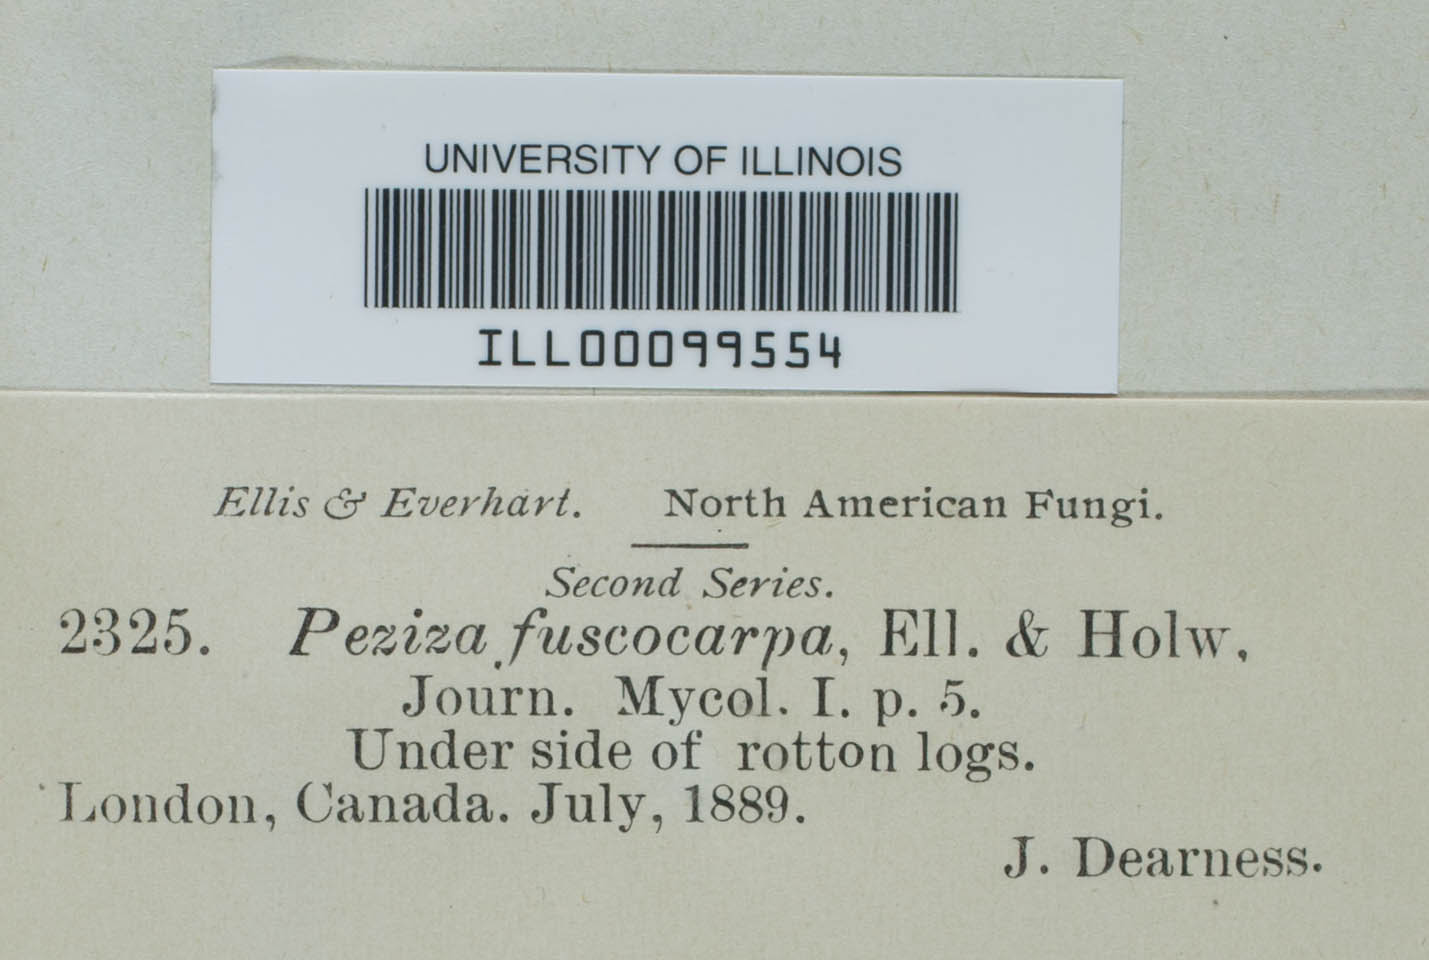 UNIVERSITY OF ILLINOIS
ILL00099554
Ellis & Everhart. North American Fungi.
Second Series.
2325. Peziza fuscocarpa, Ell. & Holw.
Journ. Mycol. I. p. 5.
Under side of rotton logs.
London, Canada. July, 1889.
J. Dearness.